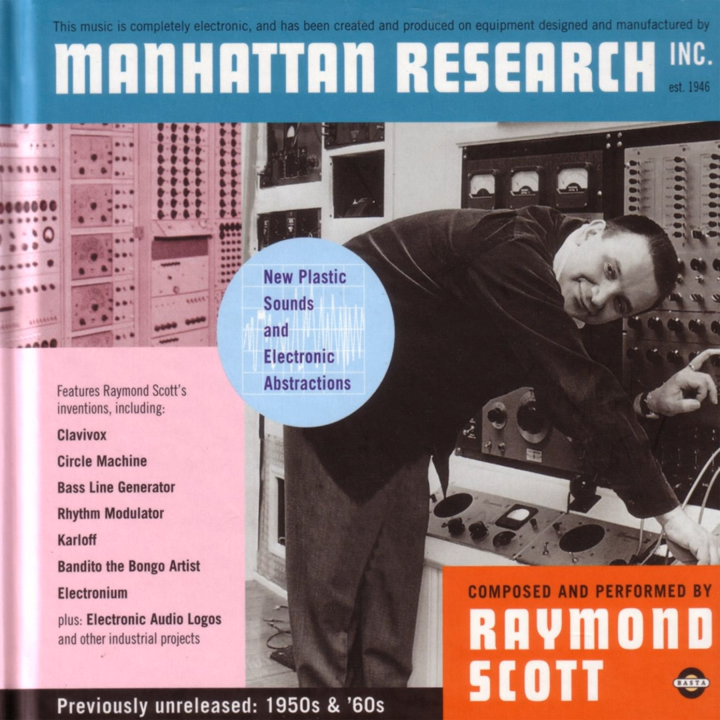 This music is completely electronic, and has been created and produced on equipment designed and manufactured by
MANHATTAN RESEARCH INC.
est. 1946
New Plastic
Sounds
and
Electronic
Abstractions
Features Raymond Scott's
inventions, including:
Clavivox
Circle Machine
Bass Line Generator
Rhythm Modulator
Karloff
Bandito the Bongo Artist
Electronium
plus: Electronic Audio Logos
and other industrial projects
COMPOSED AND PERFORMED BY
RAYMOND
SCOTT
BASTA
Previously unreleased: 1950s & '60s